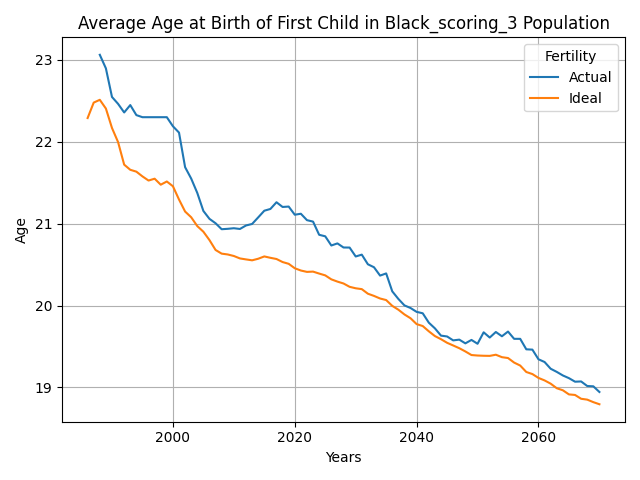 Average Age at Birth of First Child in Black_scoring_3 Population
Fertility
Actual
Ideal
23
22
21
20
19
Age
2000
2020
2040
2060
Years